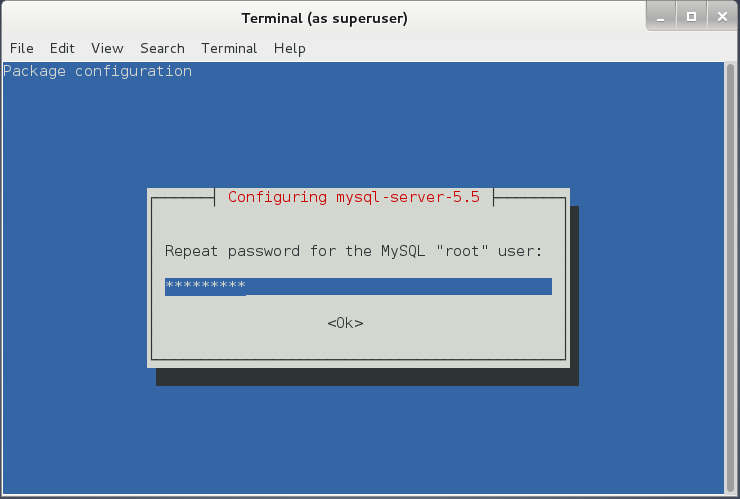 Terminal (as superuser)
File Edit View Search Terminal Help
Package configuration
Configuring mysql-server-5.5
Repeat password for the MySQL "root" user:
*********
<Ok>